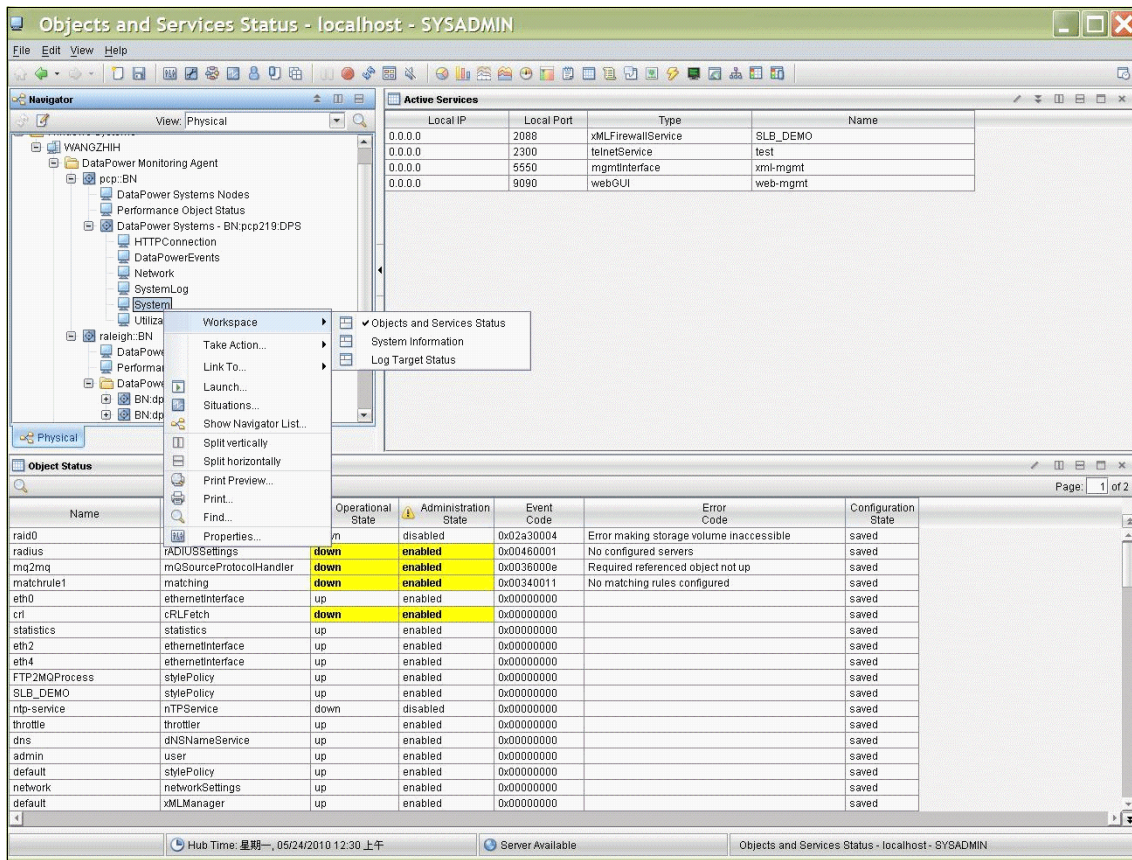 Objects and Services Status - localhost - SYSADMIN
File Edit View Help
Navigator
View: Physical
WANGZHIH
DataPower Monitoring Agent
pcp::BN
DataPower Systems Nodes
Performance Object Status
DataPower Systems - BN:pcp219:DPS
HTTPConnection
DataPowerEvents
Network
SystemLog
System
Utiliza
raleigh::BN
DataPowe
Performa
DataPowe
BN:dp
BN:dp
Physical
Workspace
Take Action...
Link To...
Launch...
Situations...
Show Navigator List...
Split vertically
Split horizontally
Print Preview...
Print...
Find...
Properties...
Objects and Services Status
System Information
Log Target Status
Active Services
Local IP Local Port Type Name
0.0.0.0 2088 xMLFirewallService SLB_DEMO
0.0.0.0 2300 telnetService test
0.0.0.0 5550 mgmtInterface xml-mgmt
0.0.0.0 9090 webGUI web-mgmt
Object Status
Page: 1 of 2
Name Operational State Administration State Event Code Error Code Configuration State
raid0 disabled 0x02a30004 Error making storage volume inaccessible saved
radius rADIUSSettings down enabled 0x00460001 No configured servers saved
mq2mq mQSourceProtocolHandler down enabled 0x0036000e Required referenced object not up saved
matchrule1 matching down enabled 0x00340011 No matching rules configured saved
eth0 ethernetInterface up enabled 0x00000000 saved
crl cRLFetch down enabled 0x00000000 saved
statistics statistics up enabled 0x00000000 saved
eth2 ethernetInterface up enabled 0x00000000 saved
eth4 ethernetInterface up enabled 0x00000000 saved
FTP2MQProcess stylePolicy up enabled 0x00000000 saved
SLB_DEMO stylePolicy up enabled 0x00000000 saved
ntp-service nTPService down disabled 0x00000000 saved
throttle throttler up enabled 0x00000000 saved
dns dNSNameService up enabled 0x00000000 saved
admin user up enabled 0x00000000 saved
default stylePolicy up enabled 0x00000000 saved
network networkSettings up enabled 0x00000000 saved
default xMLManager up enabled 0x00000000 saved
Hub Time: 星期一, 05/24/2010 12:30 上午
Server Available
Objects and Services Status - localhost - SYSADMIN